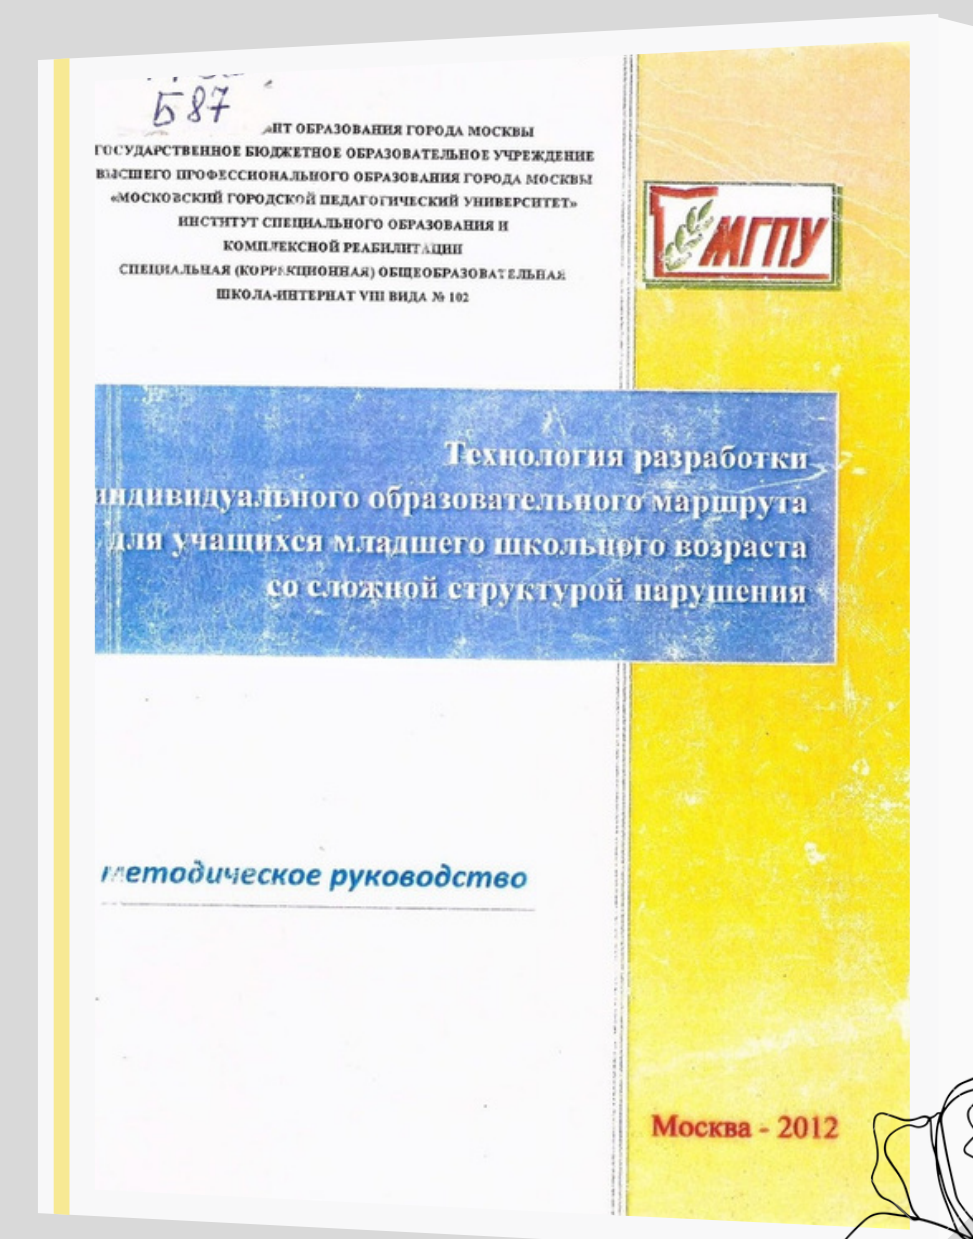 Б 87
ОБРАЗОВАНИЯ ГОРОДА МОСКВЫ
ГОСУДАРСТВЕННОЕ БЮДЖЕТНОЕ ОБРАЗОВАТЕЛЬНОЕ УЧРЕЖДЕНИЕ
ВЫСШЕГО ПРОФЕССИОНАЛЬНОГО ОБРАЗОВАНИЯ ГОРОДА МОСКВЫ
«МОСКОВСКИЙ ГОРОДСКОЙ ПЕДАГОГИЧЕСКИЙ УНИВЕРСИТЕТ»
ИНСТИТУТ СПЕЦИАЛЬНОГО ОБРАЗОВАНИЯ И
КОМПЛЕКСНОЙ РЕАБИЛИТАЦИИ
СПЕЦИАЛЬНАЯ (КОРРЕКЦИОННАЯ) ОБЩЕОБРАЗОВАТЕЛЬНАЯ
ШКОЛА-ИНТЕРНАТ VIII ВИДА № 102
МГПУ
Технология разработки
индивидуального образовательного маршрута
для учащихся младшего школьного возраста
со сложной структурой нарушения
методическое руководство
Москва - 2012